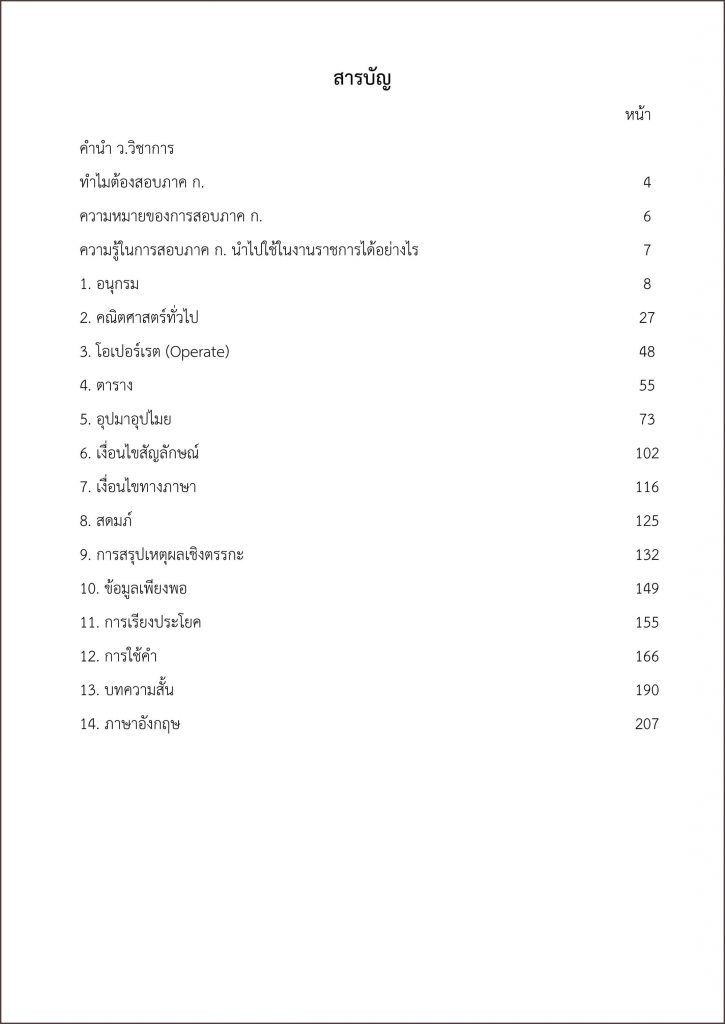 สารบัญ
หน้า
คำนำ ว.วิชาการ
ทำไมต้องสอบภาค ก. 4
ความหมายของการสอบภาค ก. 6
ความรู้ในการสอบภาค ก. นำไปใช้ในงานราชการได้อย่างไร 7
1. อนุกรม 8
2. คณิตศาสตร์ทั่วไป 27
3. โอเปอร์เรต (Operate) 48
4. ตาราง 55
5. อุปมาอุปไมย 73
6. เงื่อนไขสัญลักษณ์ 102
7. เงื่อนไขทางภาษา 116
8. สดมภ์ 125
9. การสรุปเหตุผลเชิงตรรกะ 132
10. ข้อมูลเพียงพอ 149
11. การเรียงประโยค 155
12. การใช้คำ 166
13. บทความสั้น 190
14. ภาษาอังกฤษ 207